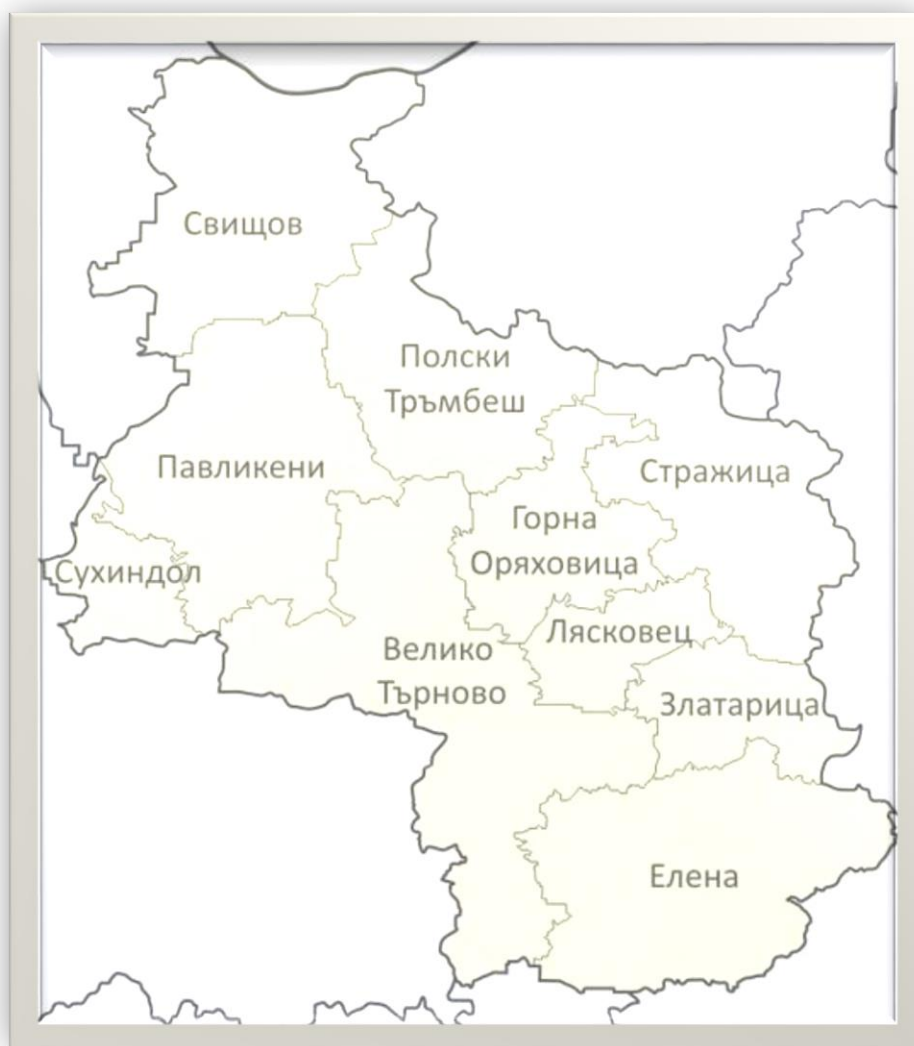 Свищов
Полски
Тръмбеш
Павликени
Стражица
Горна
Оряховица
Сухиндол
Лясковец
Велико
Търново
Златарица
Елена